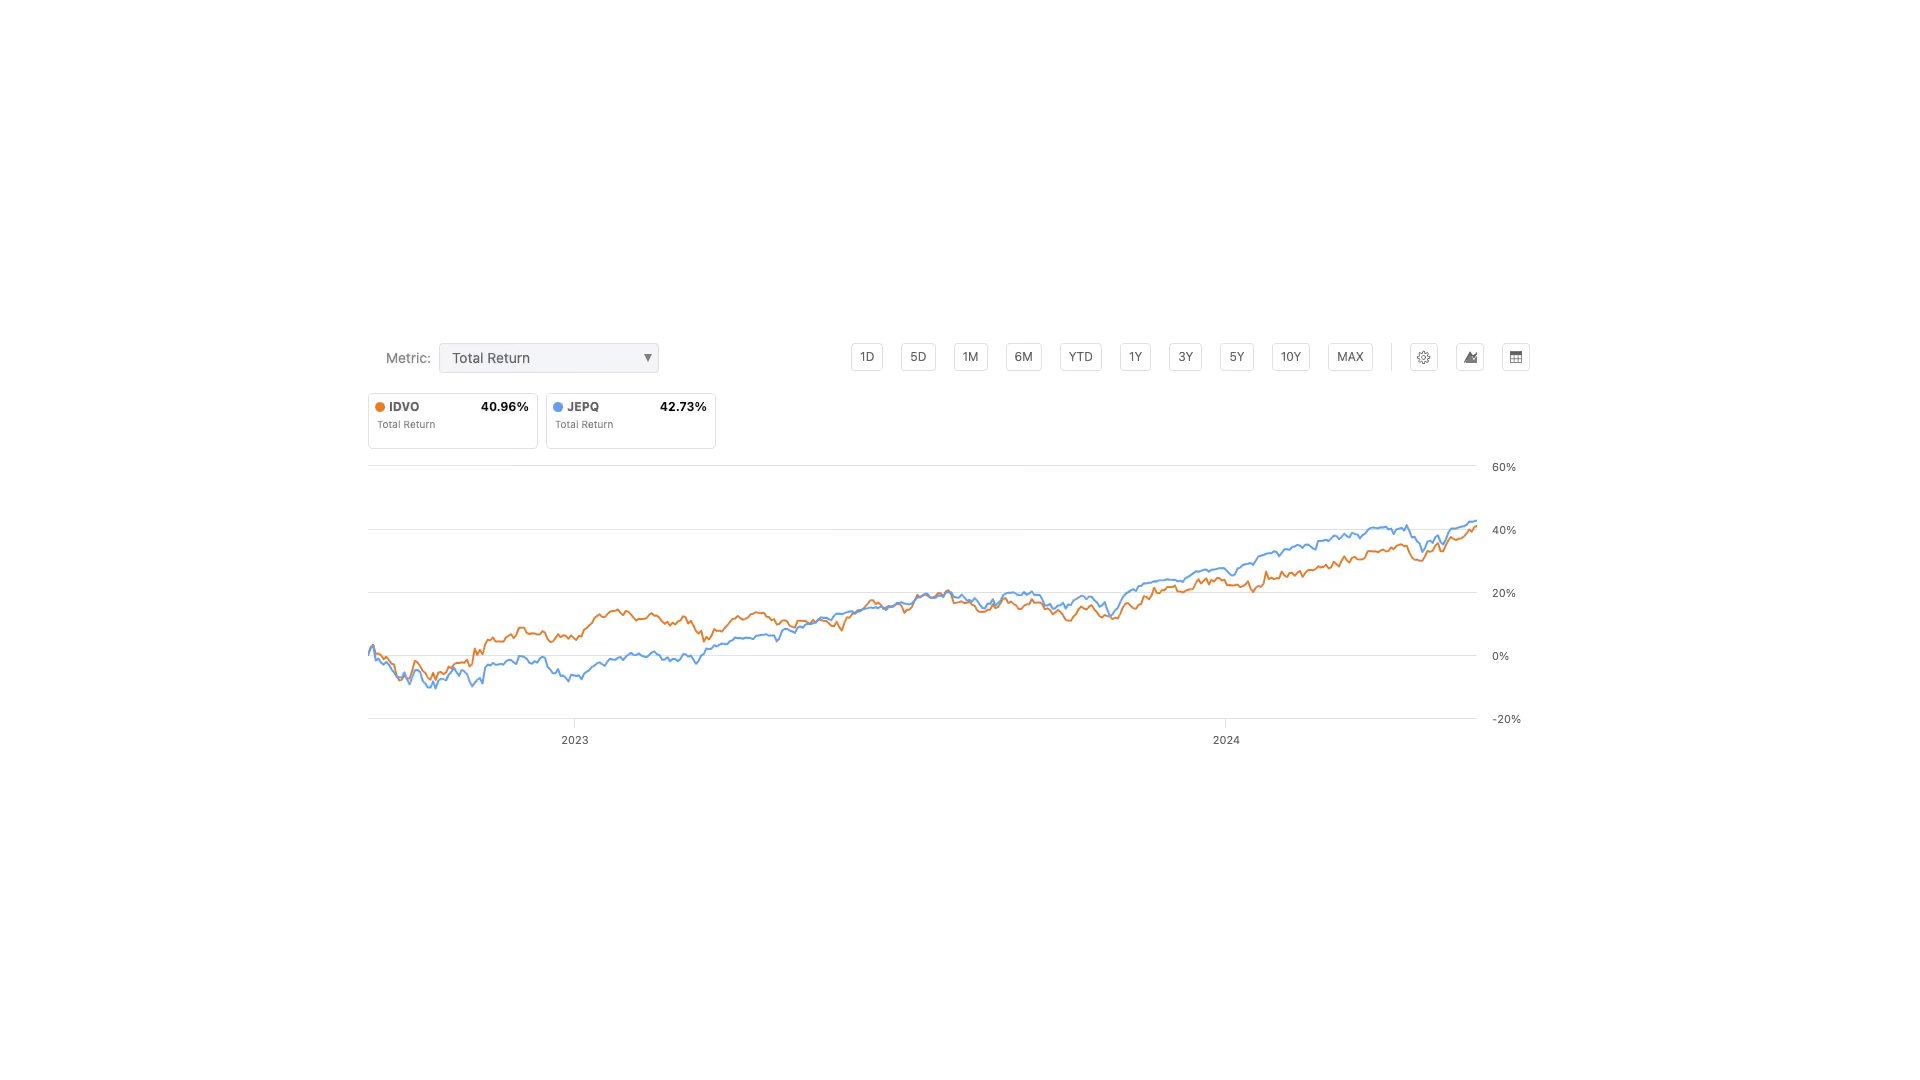 Metric: Total Return ▼ 1D 5D 1M 6M YTD 1Y 3Y 5Y 10Y MAX
IDVO 40.96% JEPQ 42.73%
Total Return Total Return
60%
40%
20%
0%
-20%
2023 2024